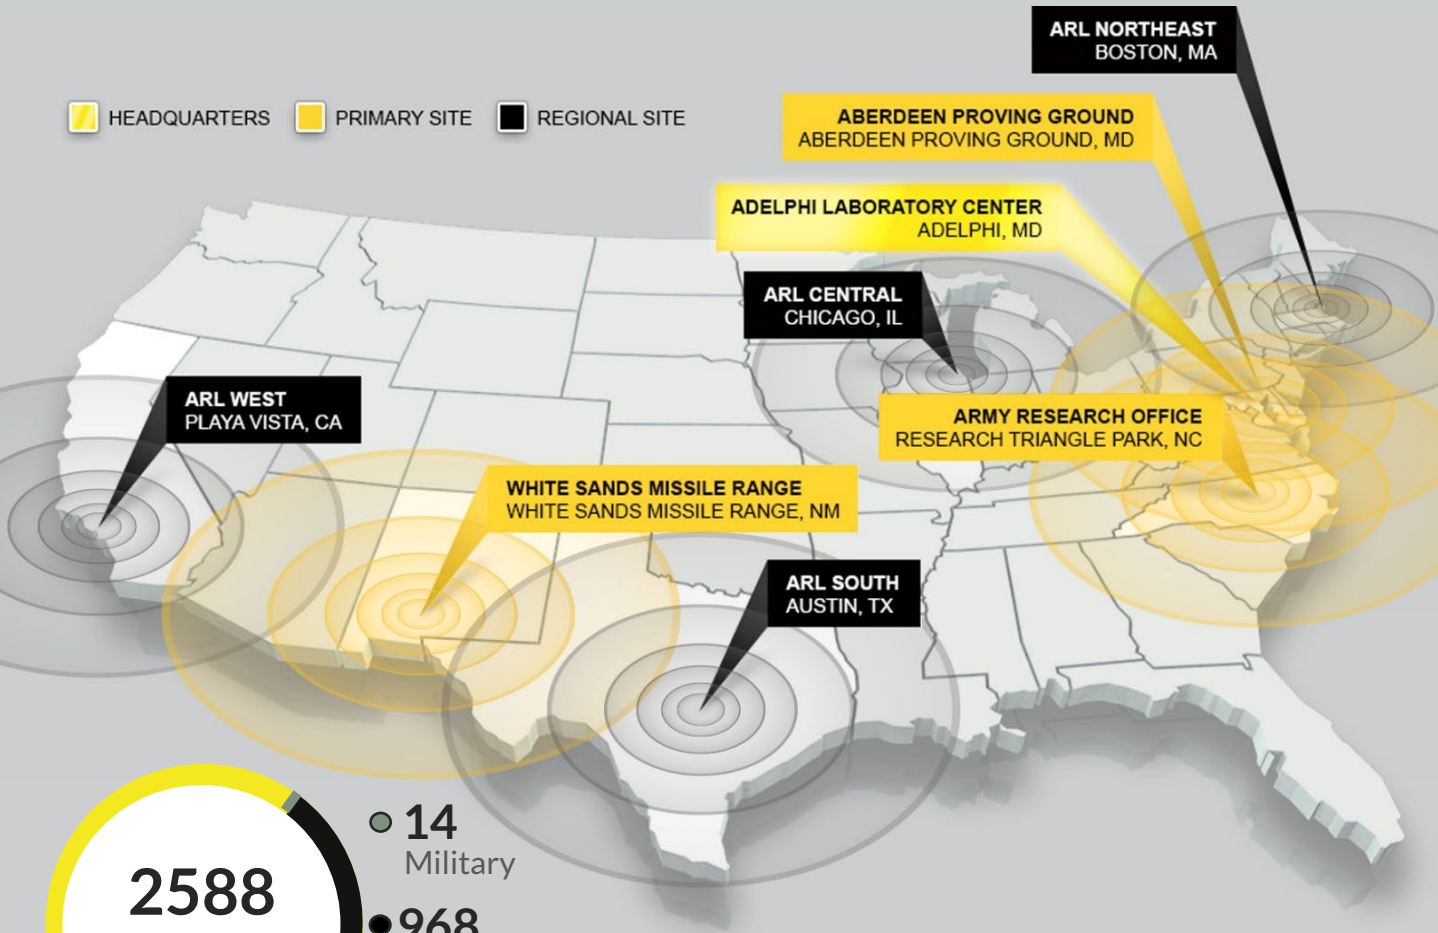 ARL NORTHEAST
BOSTON, MA
HEADQUARTERS
PRIMARY SITE
REGIONAL SITE
ABERDEEN PROVING GROUND
ABERDEEN PROVING GROUND, MD
ADELPHI LABORATORY CENTER
ADELPHI, MD
ARL CENTRAL
CHICAGO, IL
ARL WEST
PLAYA VISTA, CA
ARMY RESEARCH OFFICE
RESEARCH TRIANGLE PARK, NC
WHITE SANDS MISSILE RANGE
WHITE SANDS MISSILE RANGE, NM
ARL SOUTH
AUSTIN, TX
14
Military
2588
968